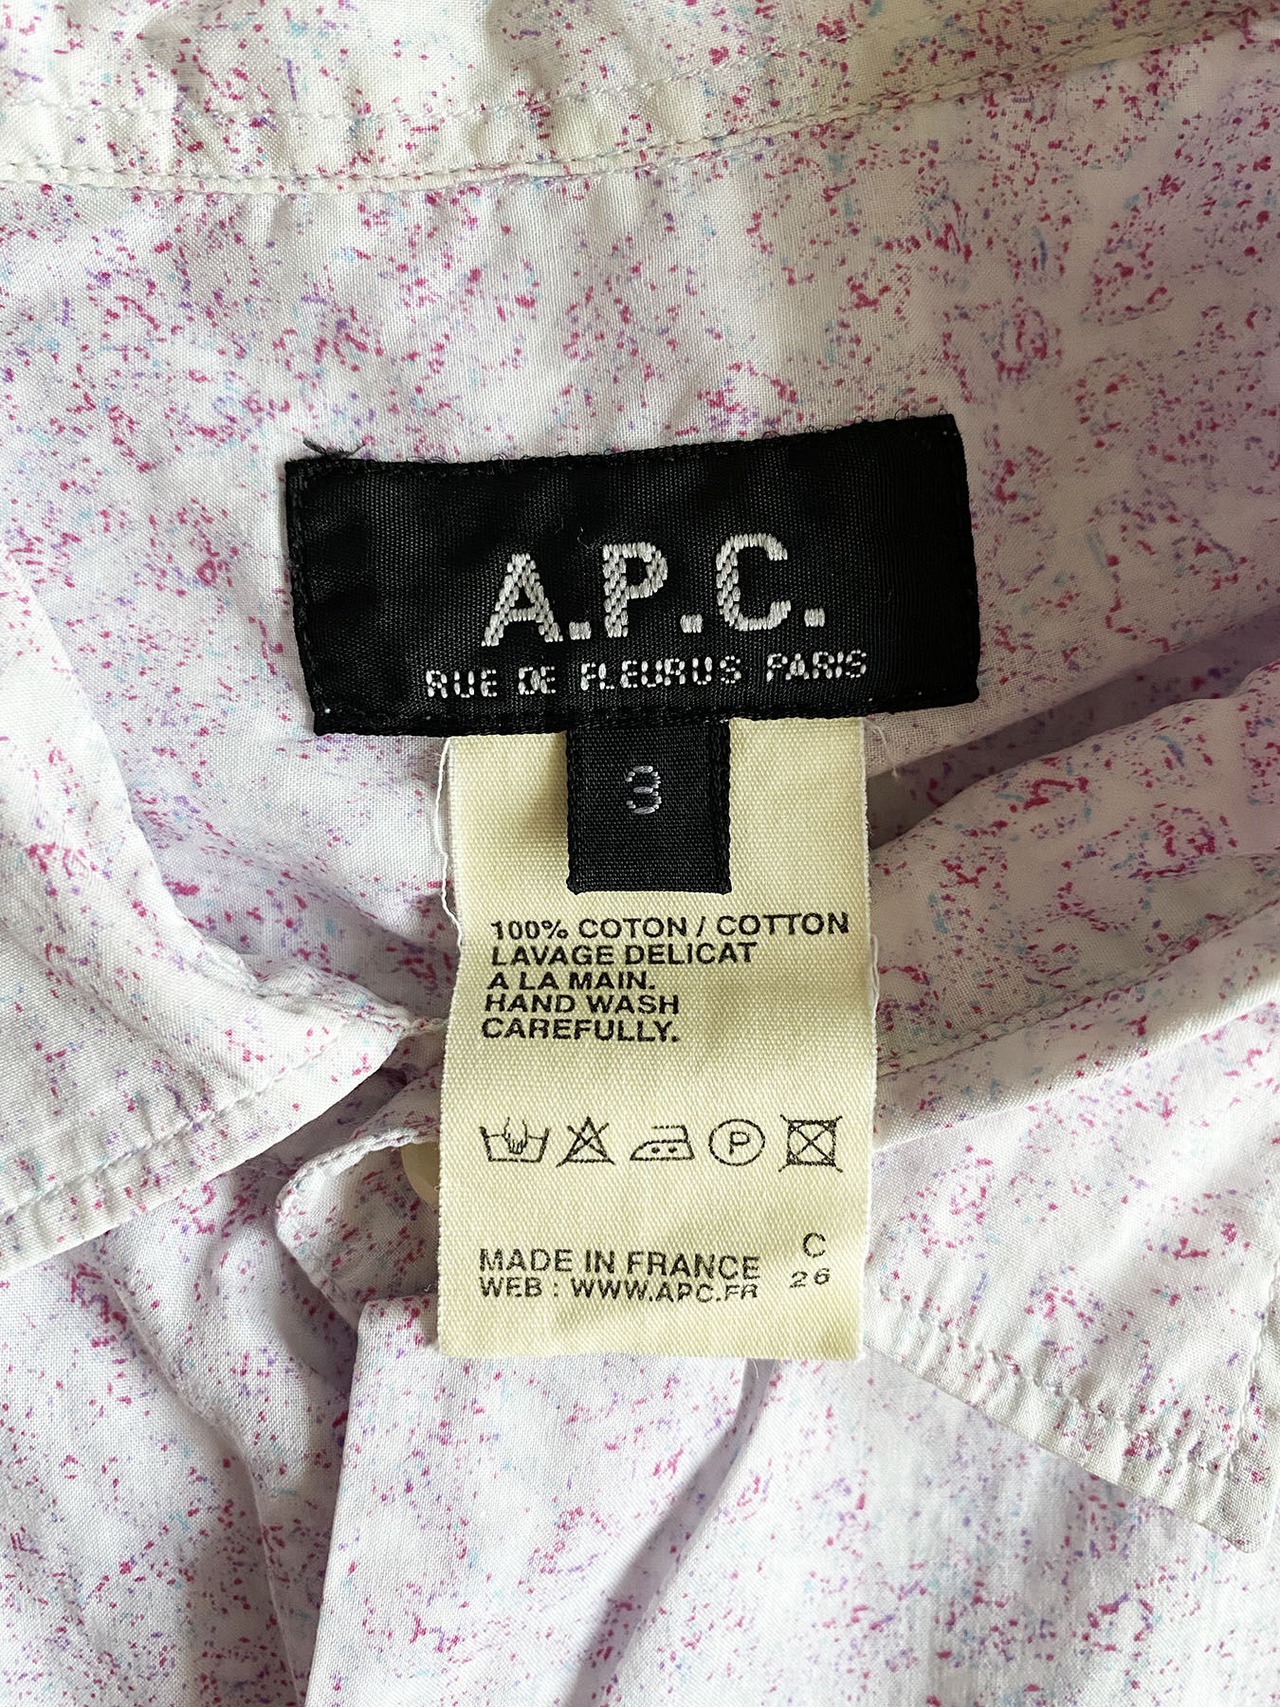 A.P.C.
RUE DE FLEURUS PARIS
3
100% COTON / COTTON
LAVAGE DELICAT
A LA MAIN.
HAND WASH
CAREFULLY.
P
MADE IN FRANCE
WEB : WWW.APC.FR
C
26